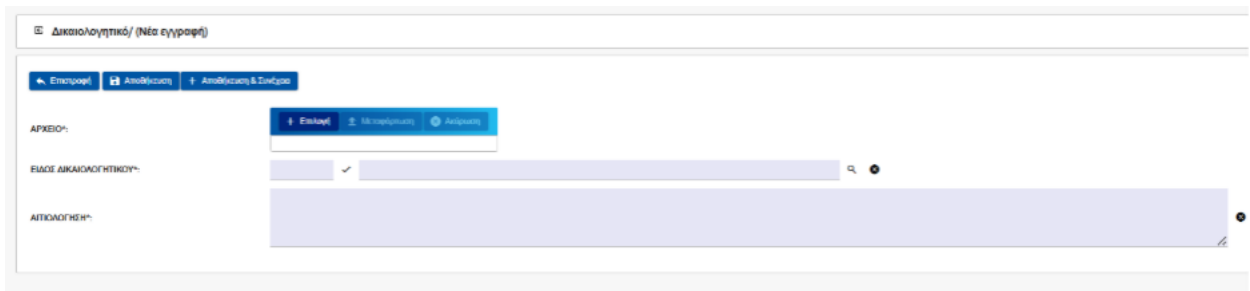 Δικαιολογητικό/ (Νέα εγγραφή)
Επιστροφή Αποθήκευση + Αποθήκευση & Συνέχεια
ΑΡΧΕΙΟ*: + Επιλογή Μεταφόρτωση Ακύρωση
ΕΙΔΟΣ ΔΙΚΑΙΟΛΟΓΗΤΙΚΟΥ*:
ΑΙΤΙΟΛΟΓΗΣΗ*: